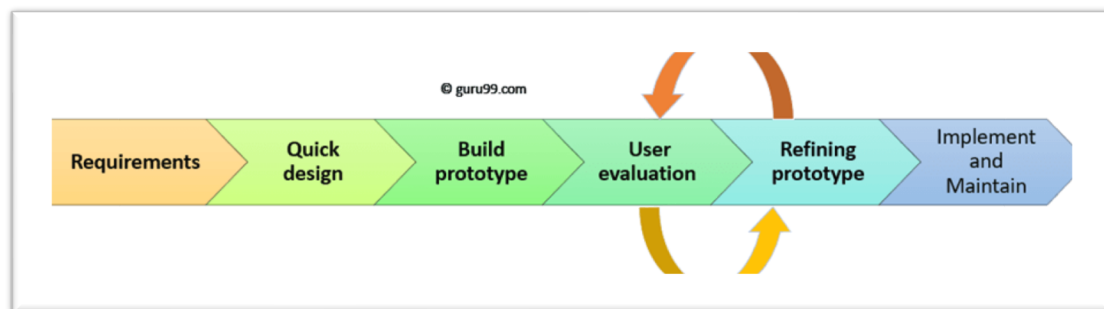 © guru99.com
Requirements
Quick
design
Build
prototype
User
evaluation
Refining
prototype
Implement
and
Maintain